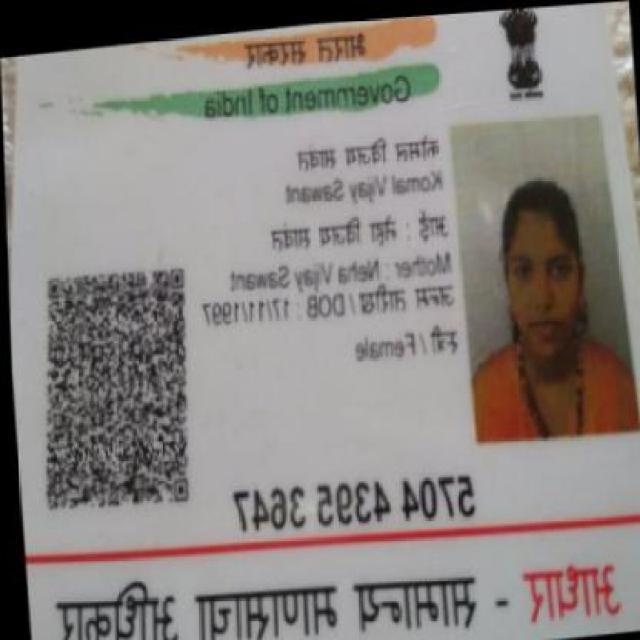 भारत सरकार
Government of India
कोमल विजय सावंत
Komal Vijay Sawant
आई : नेहा विजय सावंत
Mother : Neha Vijay Sawant
जन्म तारीख / DOB : 17/11/1997
स्त्री / Female
5704 4395 3647
आधार - सामान्य माणसाचा अधिकार